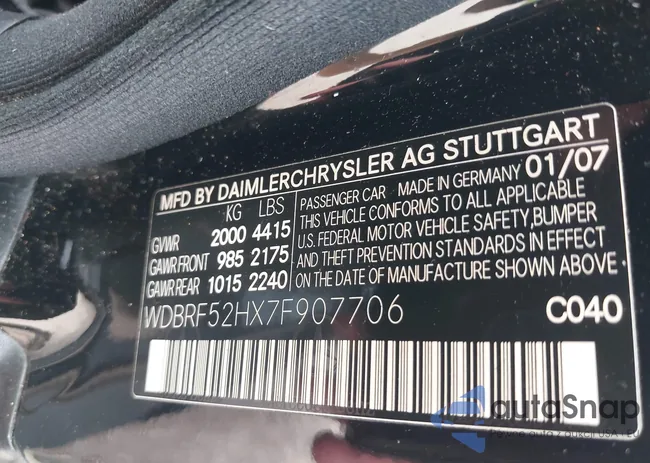 MFD BY DAIMLERCHRYSLER AG STUTTGART
01/07
KG LBS
GVWR 2000 4415
GAWR FRONT 985 2175
GAWR REAR 1015 2240
PASSENGER CAR MADE IN GERMANY
THIS VEHICLE CONFORMS TO ALL APPLICABLE
U.S. FEDERAL MOTOR VEHICLE SAFETY,BUMPER
AND THEFT PREVENTION STANDARDS IN EFFECT
ON THE DATE OF MANUFACTURE SHOWN ABOVE.
WDBRF52HX7F907706
C040
autoSnap